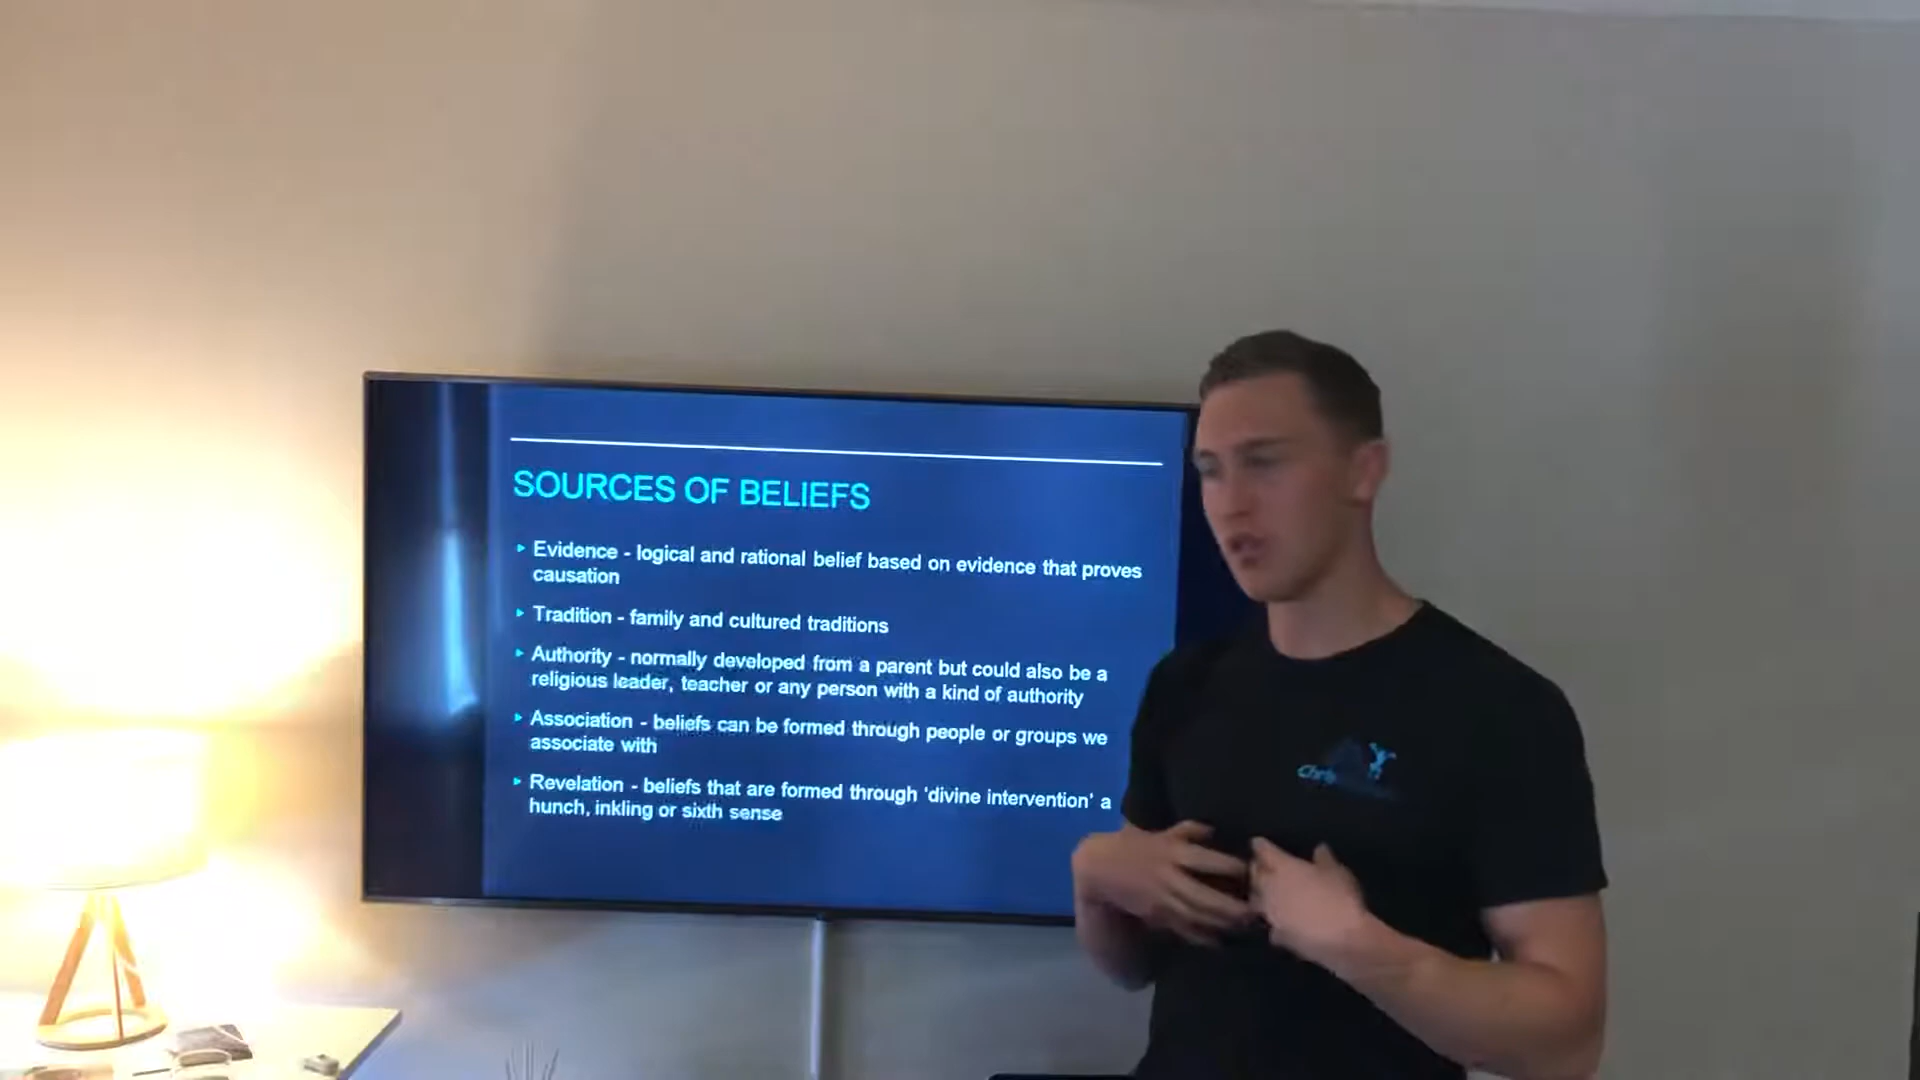 SOURCES OF BELIEFS
▸ Evidence - logical and rational belief based on evidence that proves
causation
▸ Tradition - family and cultured traditions
▸ Authority - normally developed from a parent but could also be a
religious leader, teacher or any person with a kind of authority
▸ Association - beliefs can be formed through people or groups we
associate with
▸ Revelation - beliefs that are formed through 'divine intervention' a
hunch, inkling or sixth sense
Chris